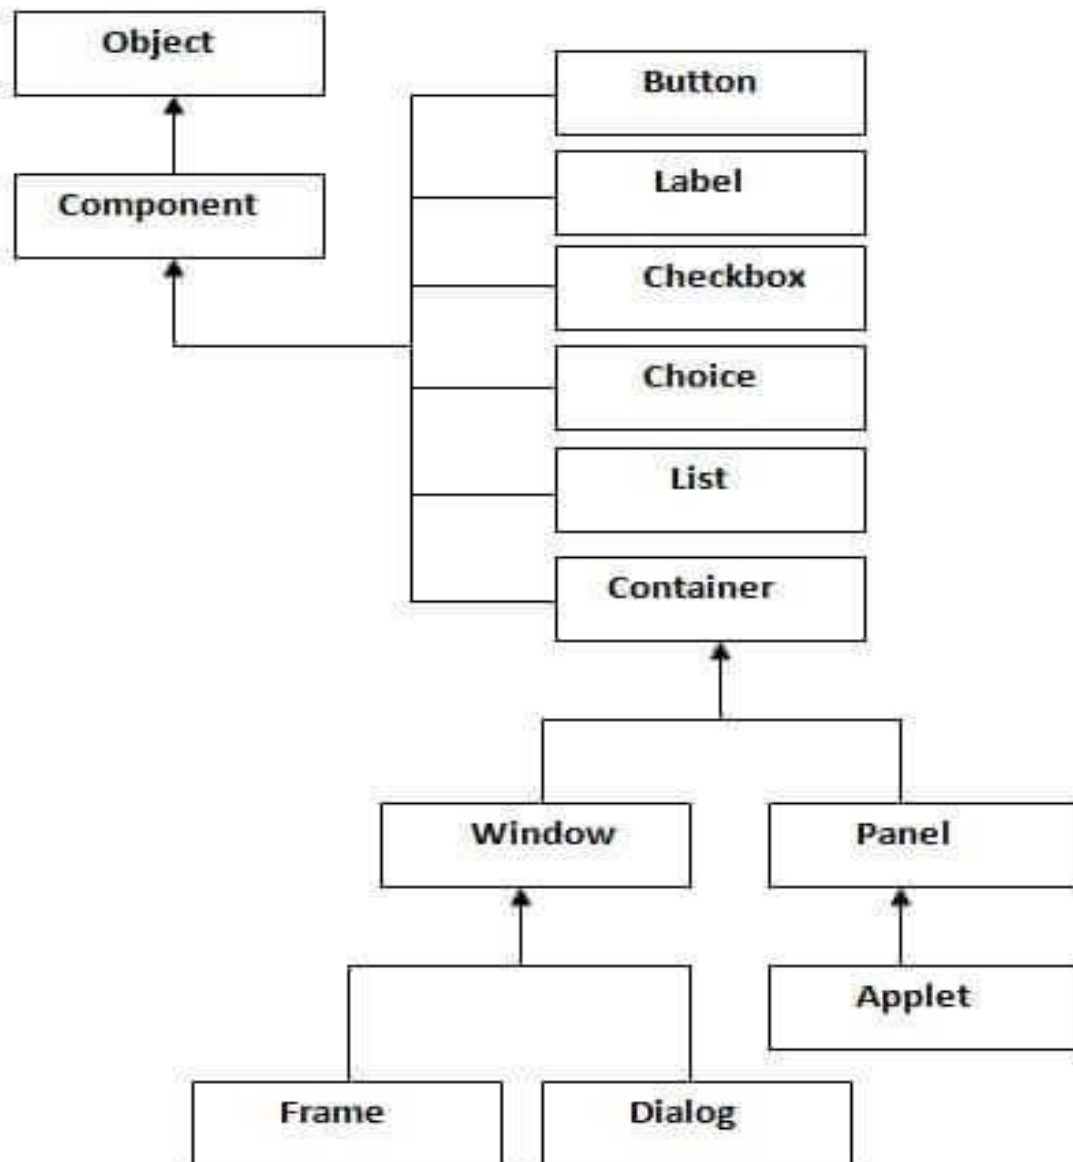 Object
Component
Button
Label
Checkbox
Choice
List
Container
Window
Panel
Applet
Frame
Dialog